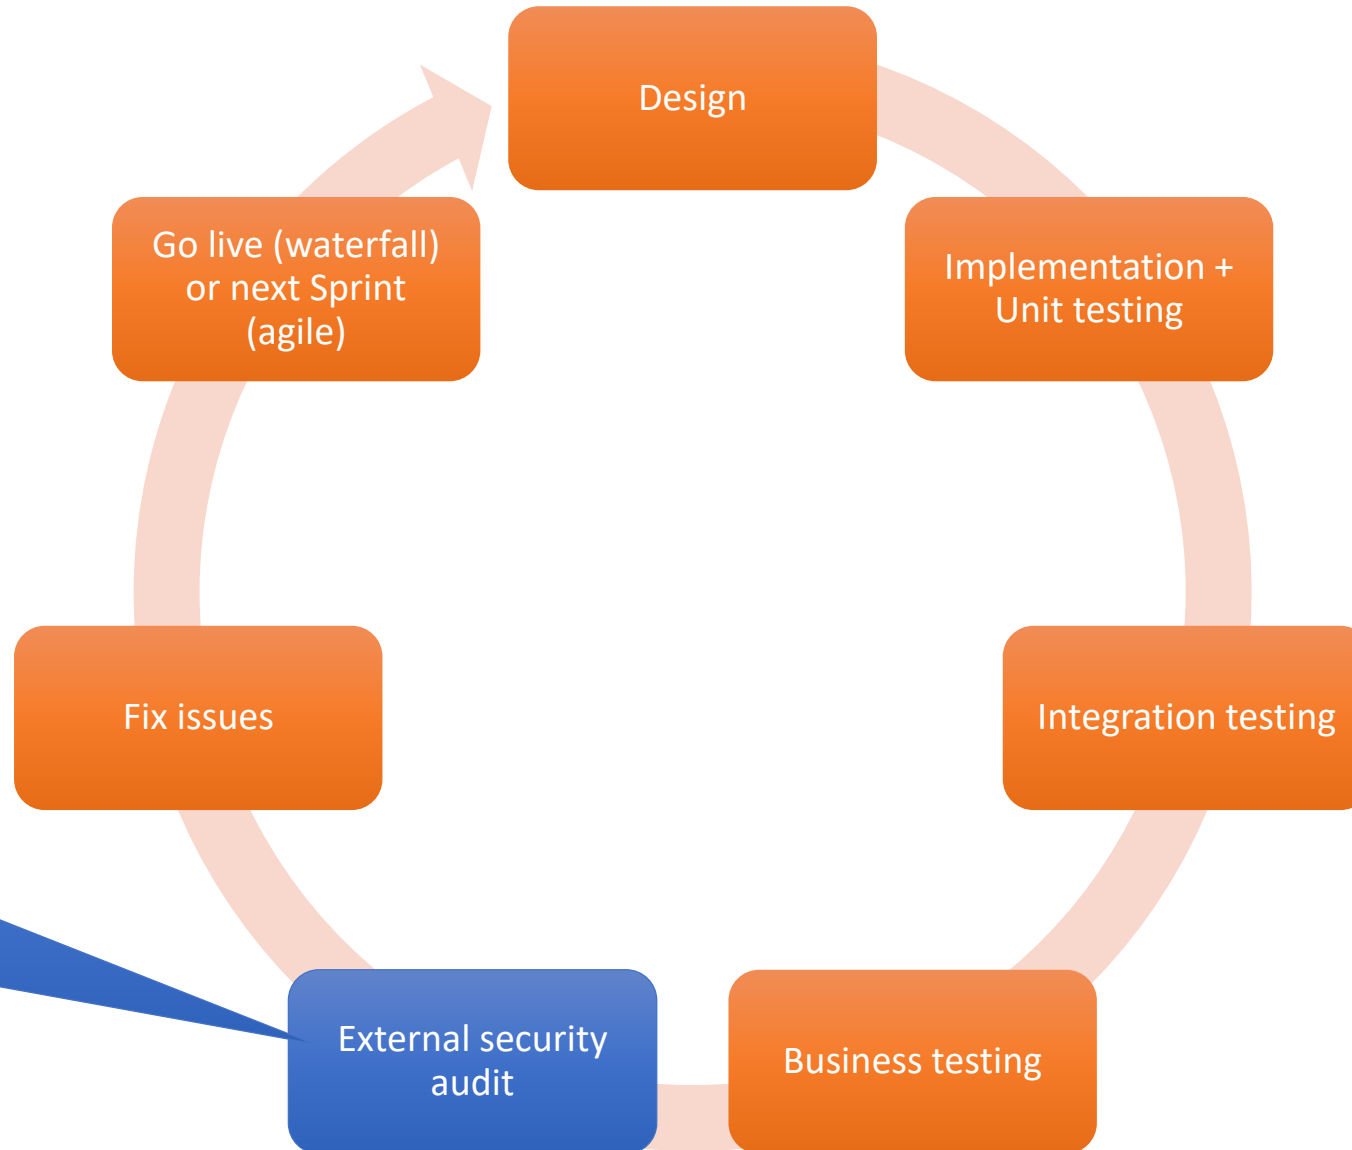 Design
Implementation +
Unit testing
Integration testing
Business testing
External security
audit
Fix issues
Go live (waterfall)
or next Sprint
(agile)